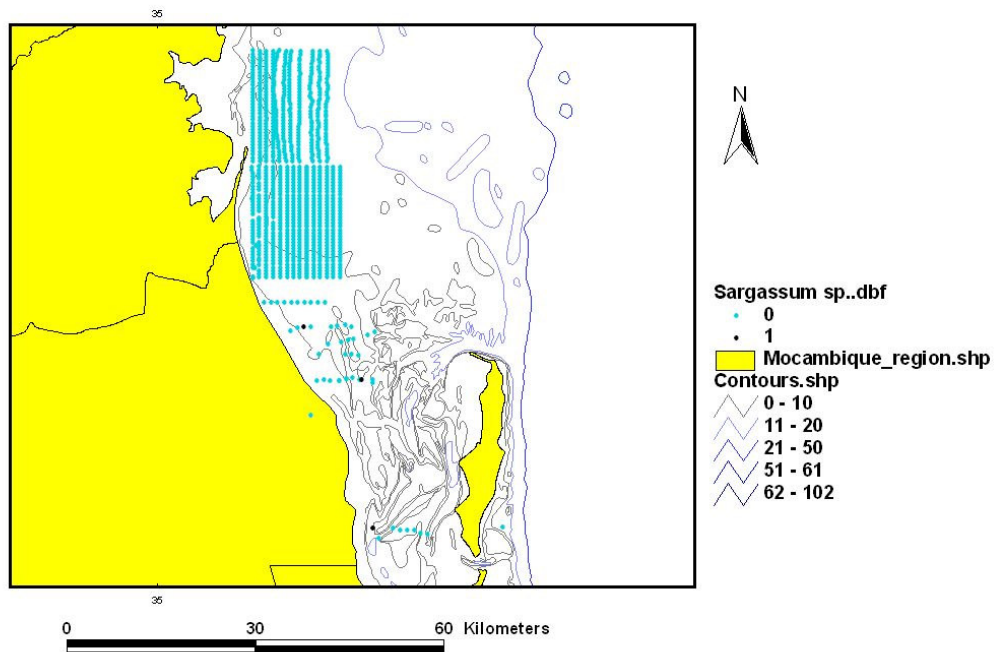 35
N
Sargassum sp..dbf
0
1
Mocambique_region.shp
Contours.shp
0 - 10
11 - 20
21 - 50
51 - 61
62 - 102
35
0 30 60 Kilometers